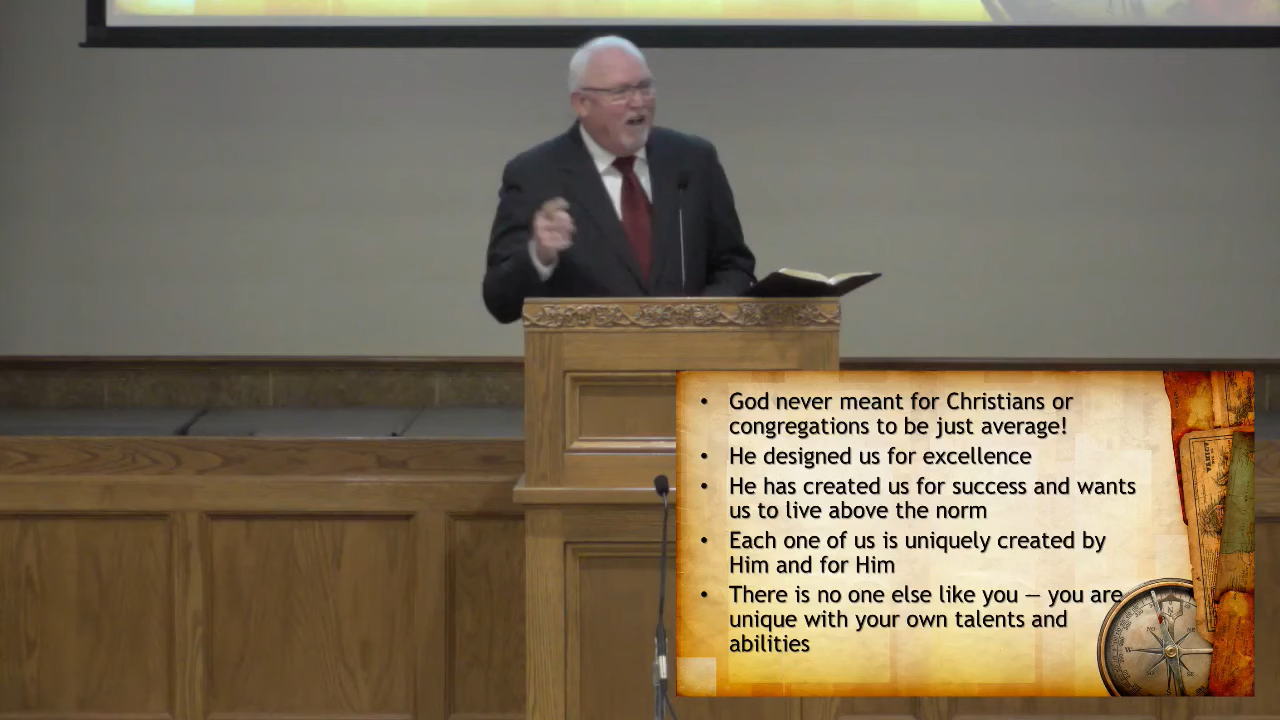 • God never meant for Christians or
congregations to be just average!
• He designed us for excellence
• He has created us for success and wants
us to live above the norm
• Each one of us is uniquely created by
Him and for Him
• There is no one else like you — you are
unique with your own talents and
abilities